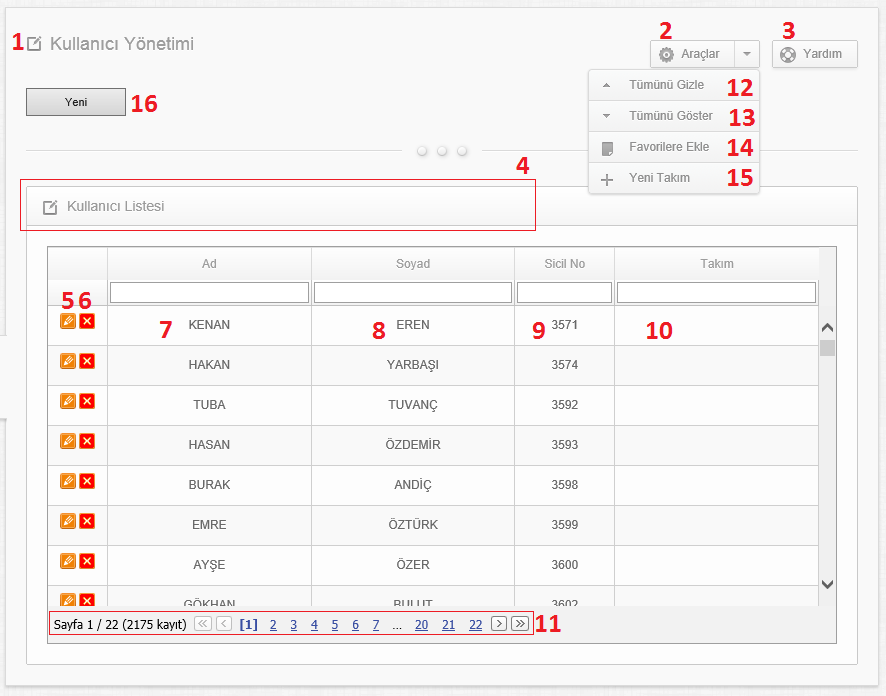 1 Kullanıcı Yönetimi
2
3
Araçlar
Yardım
Tümünü Gizle 12
Tümünü Göster 13
Favorilere Ekle 14
Yeni Takım 15
Yeni 16
4
Kullanıcı Listesi
Ad Soyad Sicil No Takım
5 6
7 KENAN 8 EREN 9 3571 10
HAKAN YARBAŞI 3574
TUBA TUVANÇ 3592
HASAN ÖZDEMİR 3593
BURAK ANDİÇ 3598
EMRE ÖZTÜRK 3599
AYŞE ÖZER 3600
GÖKHAN BULUT 3602
Sayfa 1 / 22 (2175 kayıt) [1] 2 3 4 5 6 7 ... 20 21 22 11